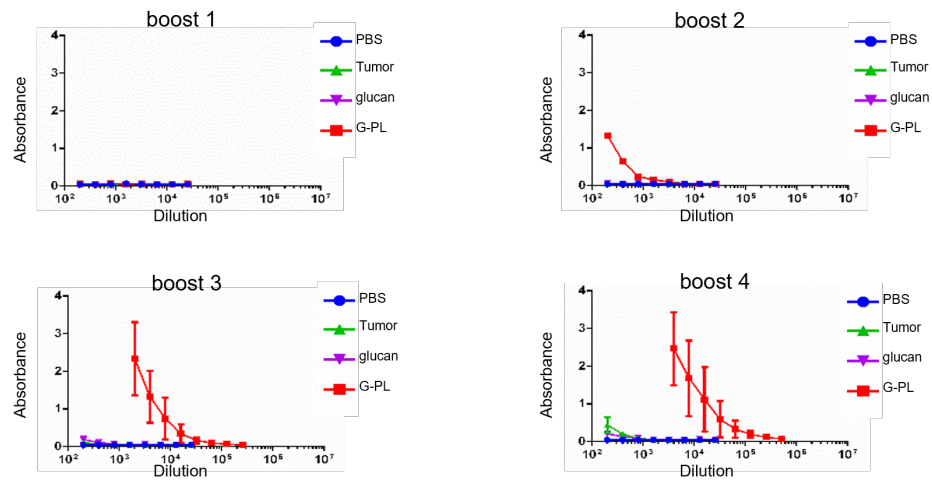 boost 1
4
3
2
1
0
Absorbance
10² 10³ 10⁴ 10⁵ 10⁶ 10⁷
Dilution
PBS
Tumor
glucan
G-PL
boost 2
4
3
2
1
0
Absorbance
10² 10³ 10⁴ 10⁵ 10⁶ 10⁷
Dilution
PBS
Tumor
glucan
G-PL
boost 3
4
3
2
1
0
Absorbance
10² 10³ 10⁴ 10⁵ 10⁶ 10⁷
Dilution
PBS
Tumor
glucan
G-PL
boost 4
4
3
2
1
0
Absorbance
10² 10³ 10⁴ 10⁵ 10⁶ 10⁷
Dilution
PBS
Tumor
glucan
G-PL